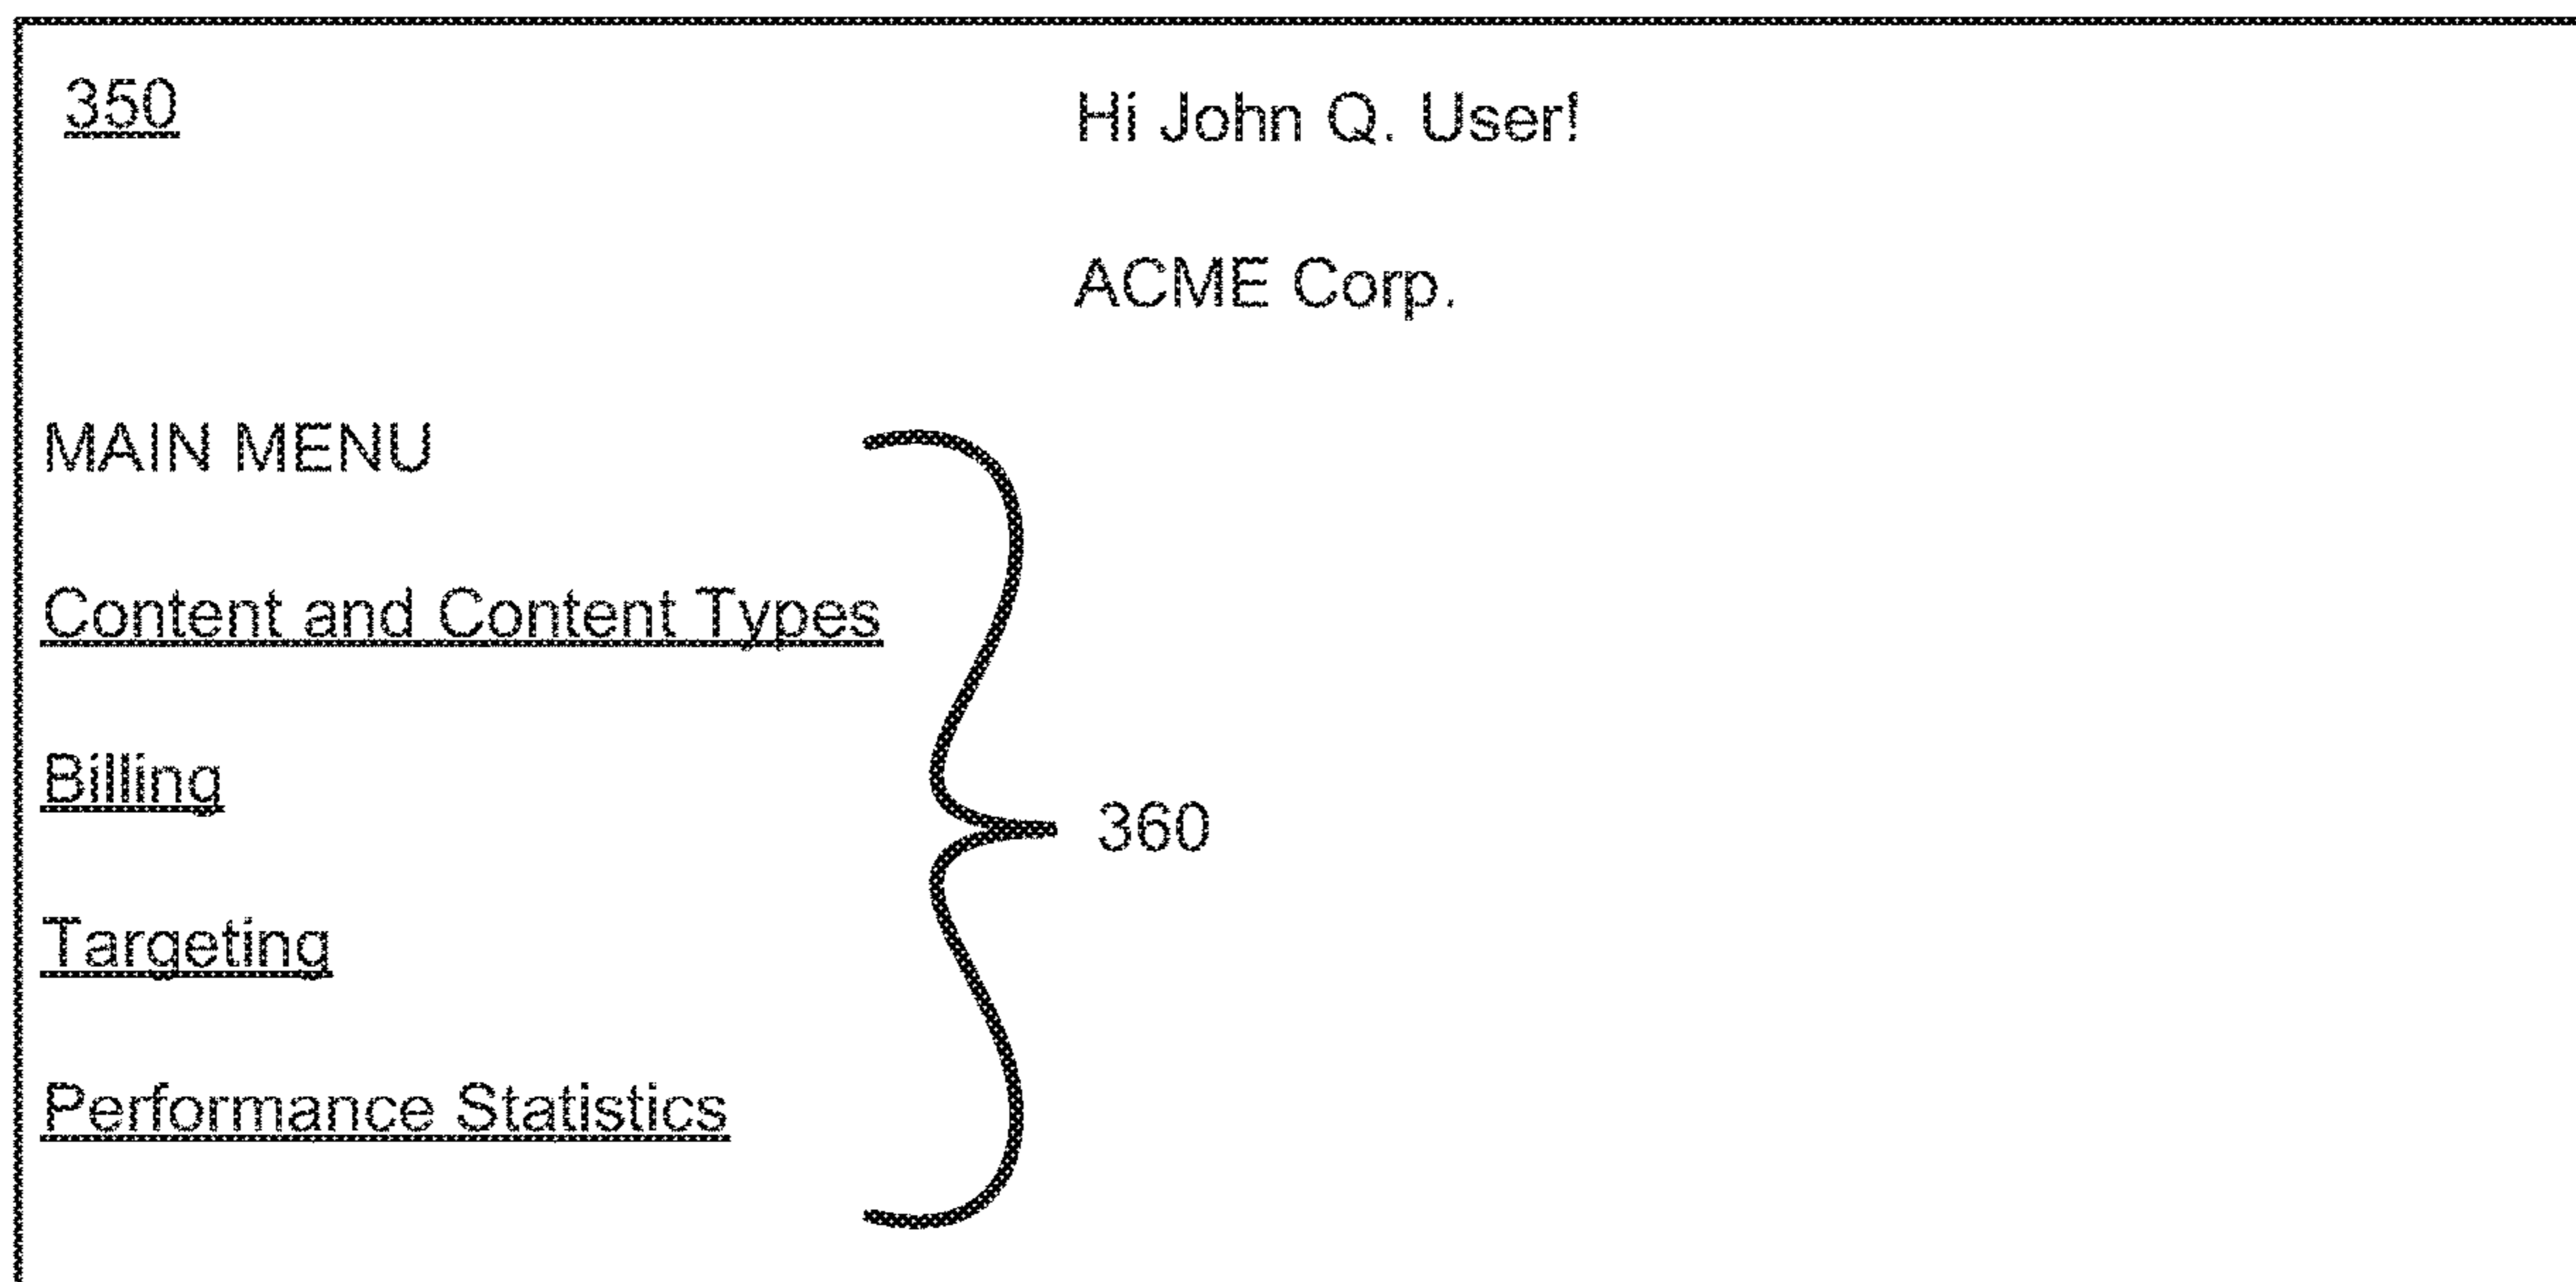 350
Hi John Q. User!
ACME Corp.
MAIN MENU
Content and Content Types
Billing
360
Targeting
Performance Statistics